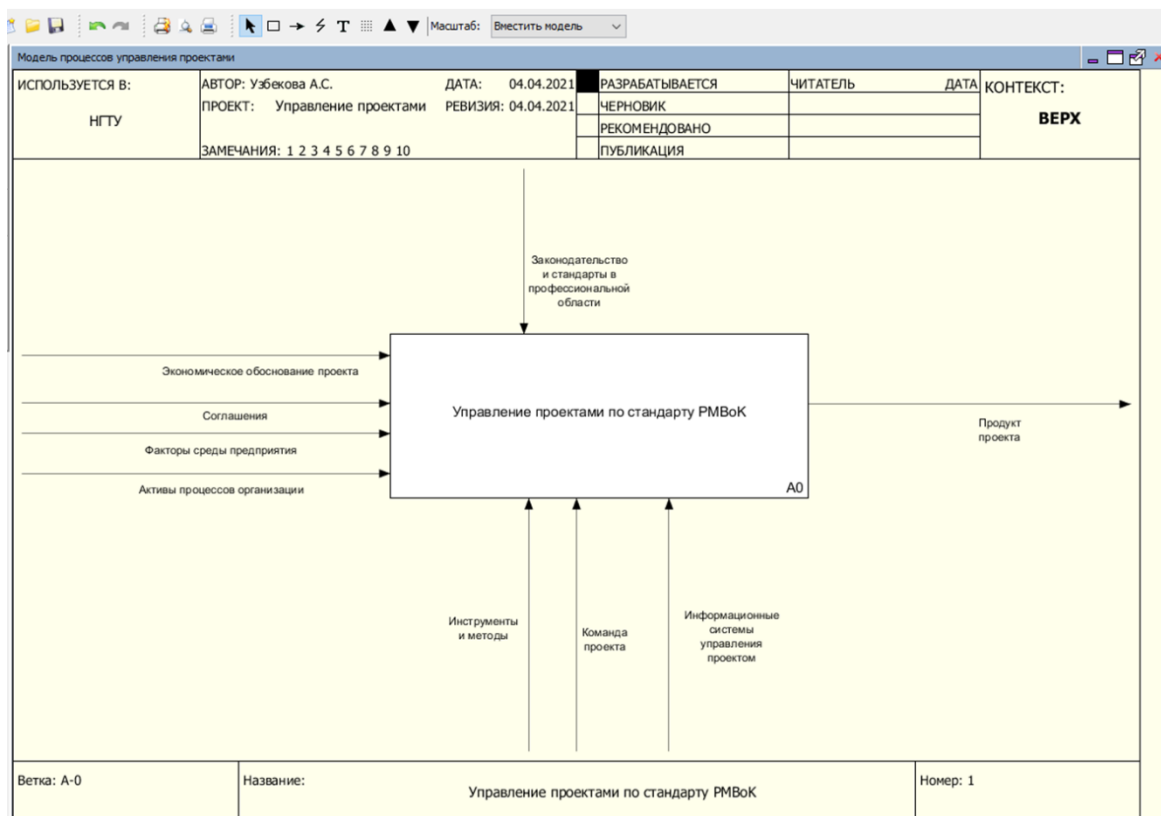 Масштаб: Вместить модель
Модель процессов управления проектами
ИСПОЛЬЗУЕТСЯ В:
НГТУ
АВТОР: Узбекова А.С. ДАТА: 04.04.2021
ПРОЕКТ: Управление проектами РЕВИЗИЯ: 04.04.2021
ЗАМЕЧАНИЯ: 1 2 3 4 5 6 7 8 9 10
РАЗРАБАТЫВАЕТСЯ
ЧЕРНОВИК
РЕКОМЕНДОВАНО
ПУБЛИКАЦИЯ
ЧИТАТЕЛЬ ДАТА
КОНТЕКСТ:
ВЕРХ
Законодательство
и стандарты в
профессиональной
области
Экономическое обоснование проекта
Соглашения
Факторы среды предприятия
Активы процессов организации
Управление проектами по стандарту PMBoK
A0
Продукт
проекта
Инструменты
и методы
Команда
проекта
Информационные
системы
управления
проектом
Ветка: A-0
Название:
Управление проектами по стандарту PMBoK
Номер: 1